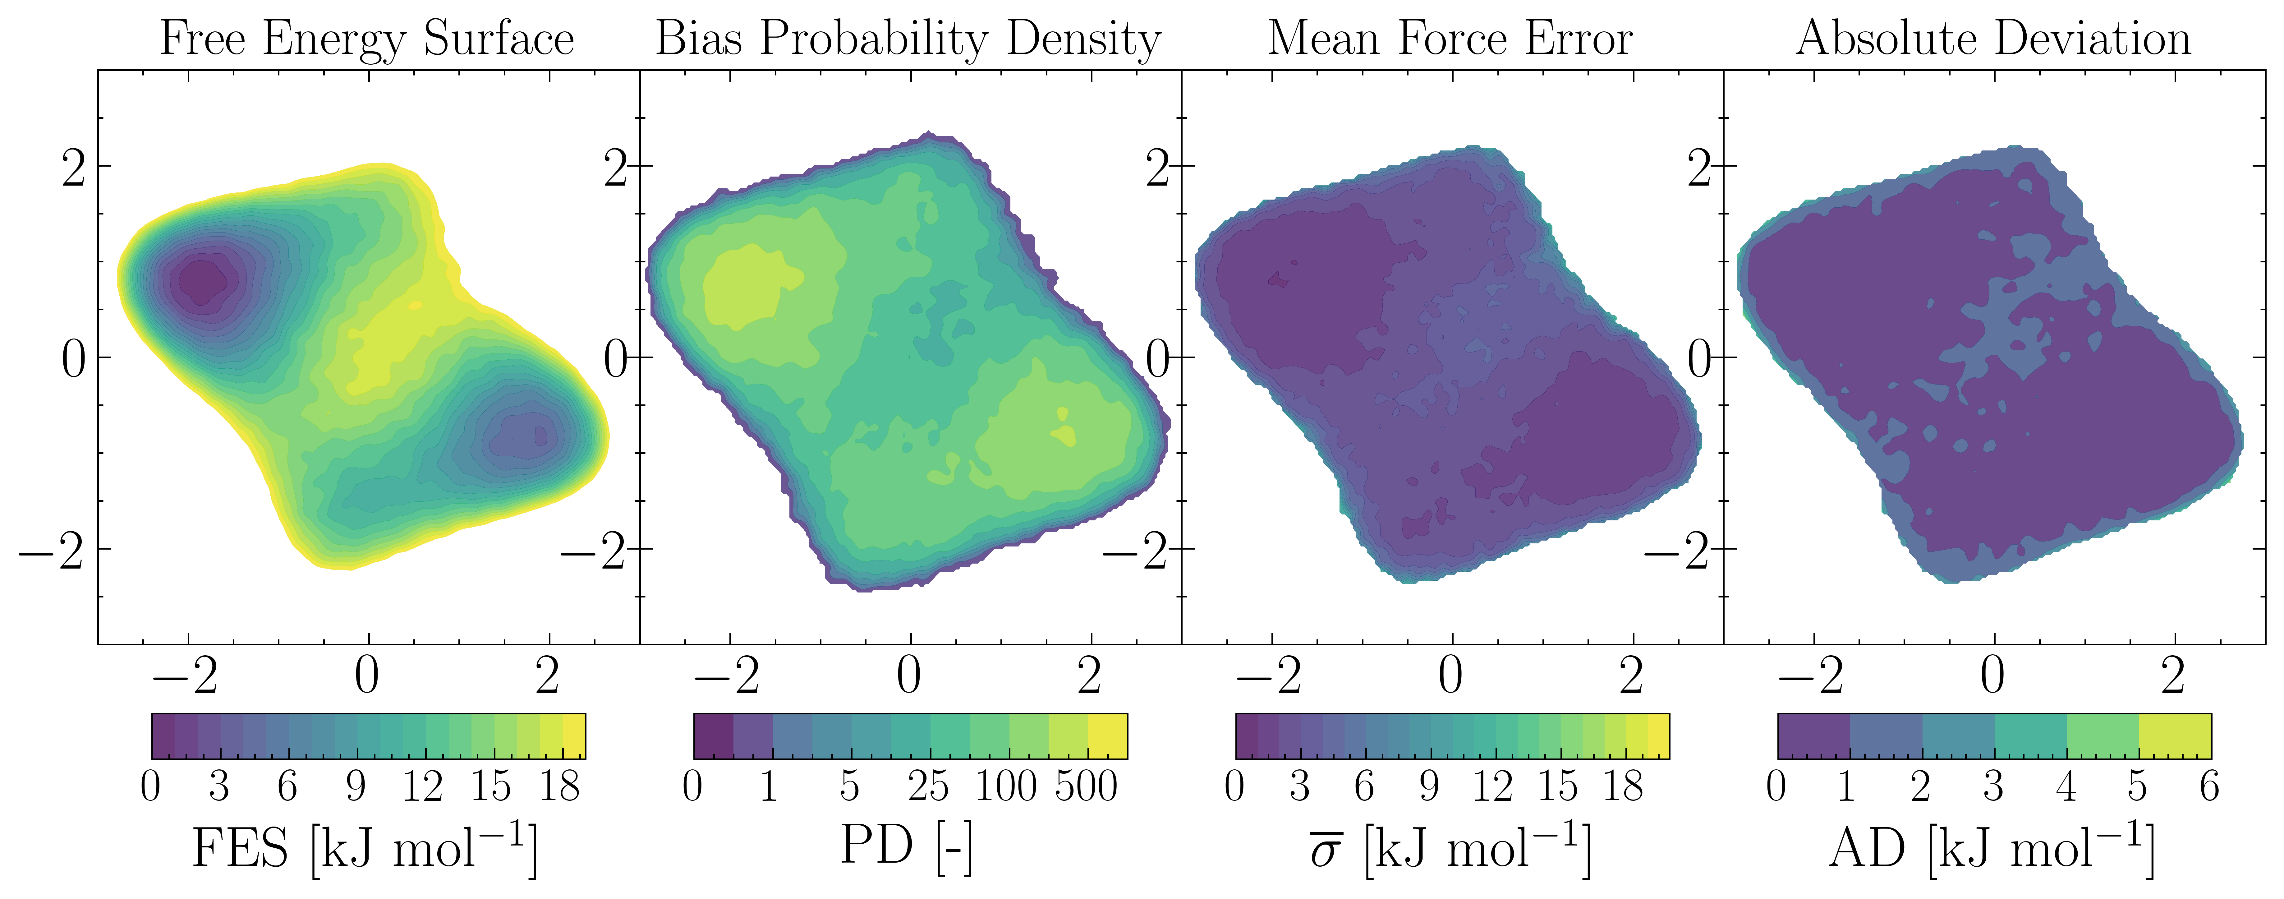 Free Energy Surface
Bias Probability Density
Mean Force Error
Absolute Deviation
2
0
−2
2
0
−2
2
0
−2
2
0
−2
−2 0 2
−2 0 2
−2 0 2
−2 0 2
0 3 6 9 12 15 18
0 1 5 25 100 500
0 3 6 9 12 15 18
0 1 2 3 4 5 6
FES [kJ mol⁻¹]
PD [-]
σ̅ [kJ mol⁻¹]
AD [kJ mol⁻¹]